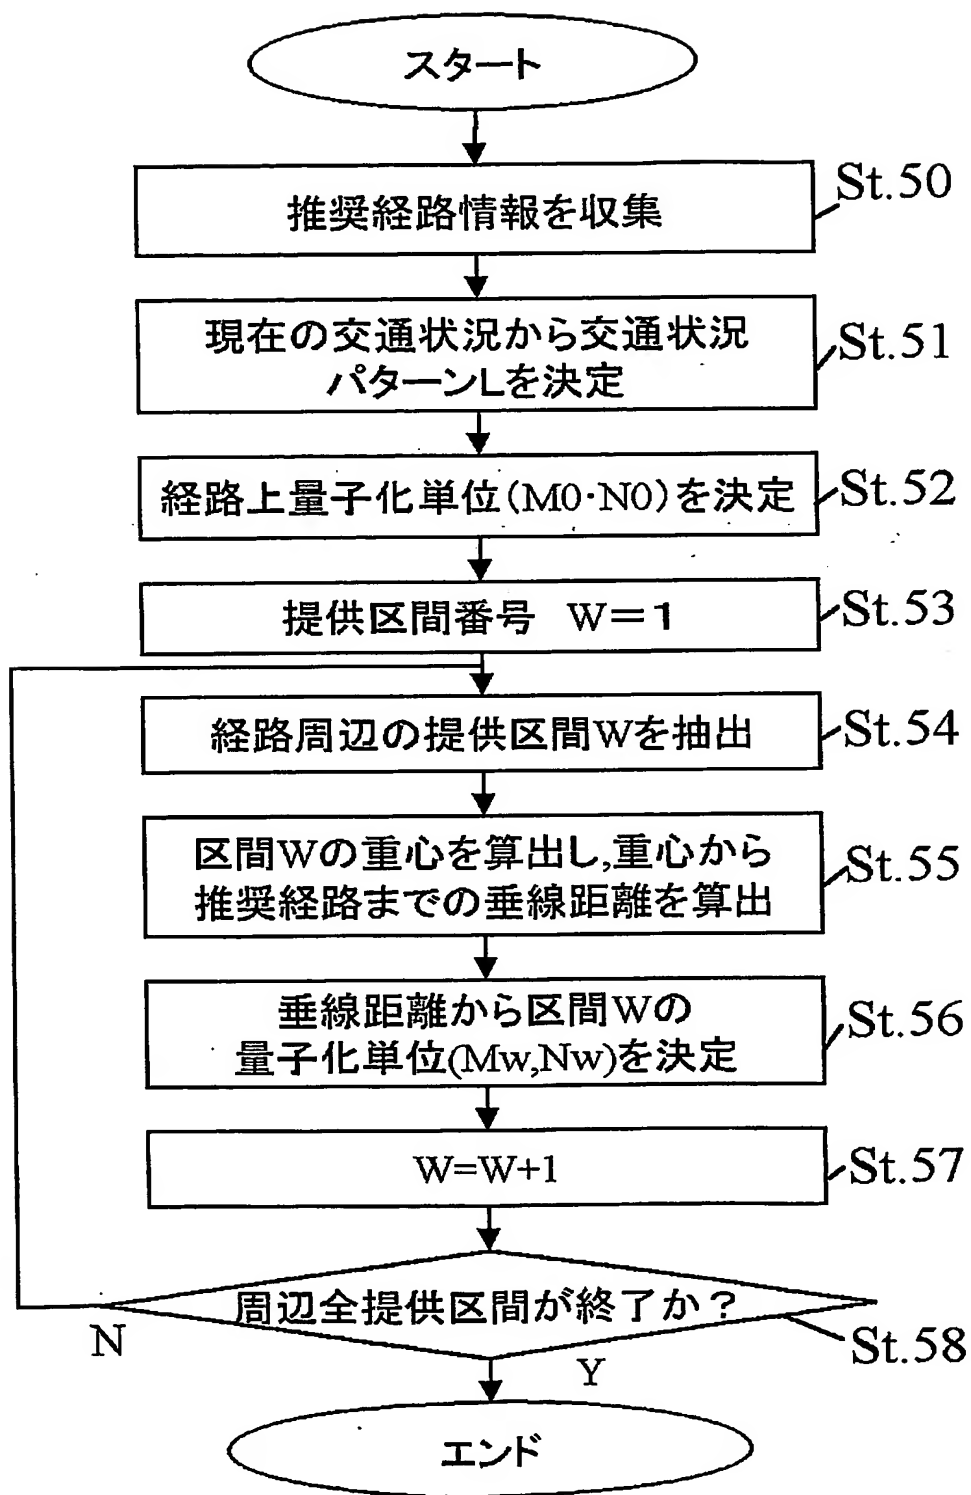 スタート
推奨経路情報を収集
St.50
現在の交通状況から交通状況
パターンLを決定
St.51
経路上量子化単位(M0·N0)を決定
St.52
提供区間番号 W=1
St.53
経路周辺の提供区間Wを抽出
St.54
区間Wの重心を算出し,重心から
推奨経路までの垂線距離を算出
St.55
垂線距離から区間Wの
量子化単位(Mw,Nw)を決定
St.56
W=W+1
St.57
周辺全提供区間が終了か?
St.58
N
Y
エンド